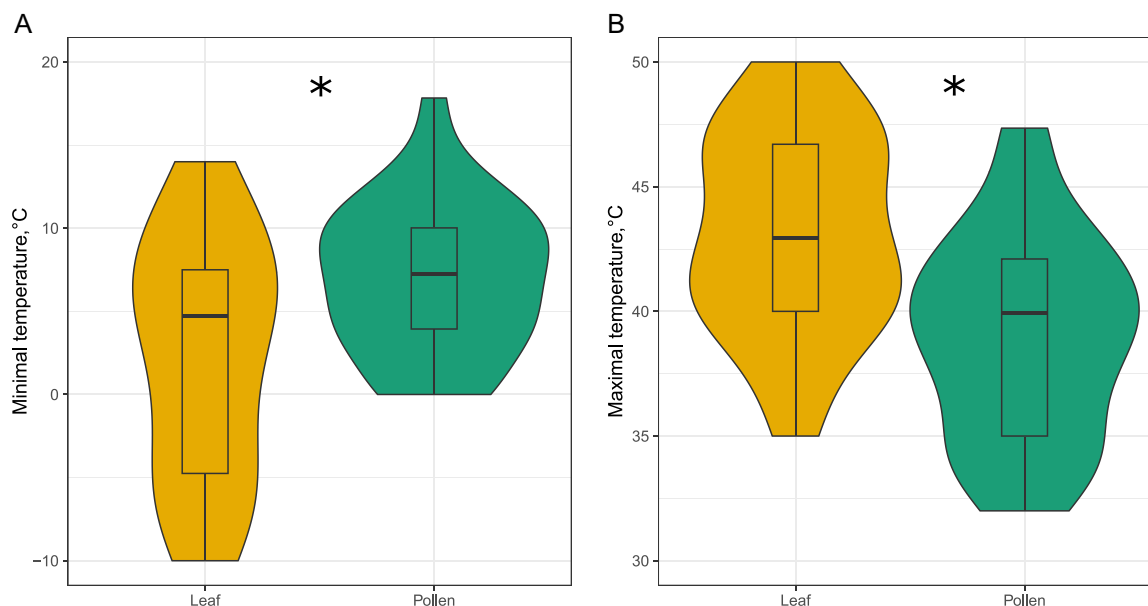 A
Minimal temperature,°C
20
10
0
−10
*
Leaf
Pollen
B
Maximal temperature,°C
50
45
40
35
30
*
Leaf
Pollen